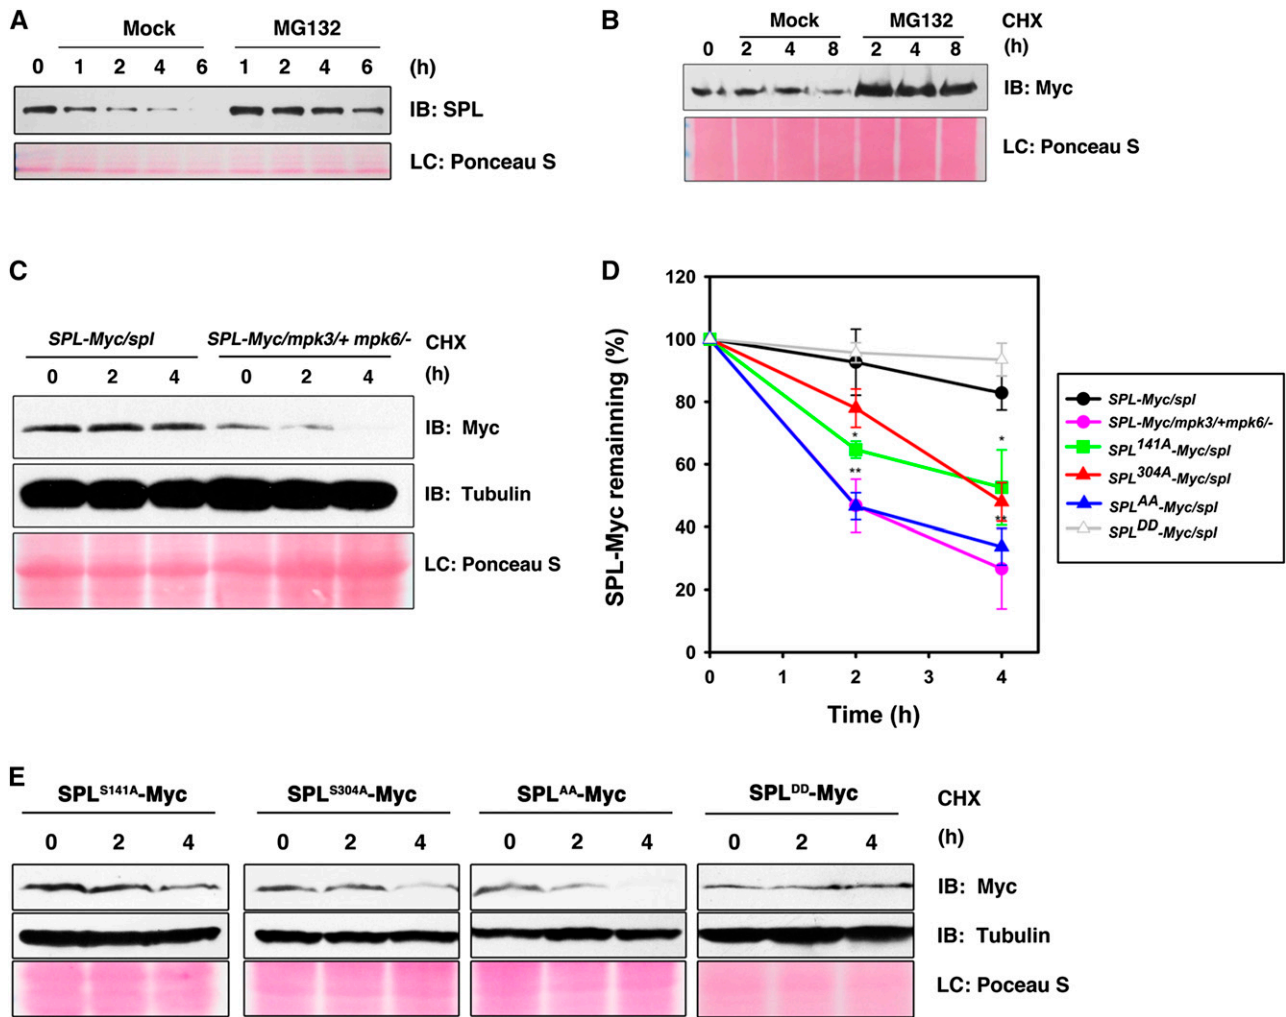 A
Mock MG132
0 1 2 4 6 1 2 4 6 (h)
IB: SPL
LC: Ponceau S
B
Mock MG132 CHX
0 2 4 8 2 4 8 (h)
IB: Myc
LC: Ponceau S
C
SPL-Myc/spl SPL-Myc/mpk3/+ mpk6/- CHX
0 2 4 0 2 4 (h)
IB: Myc
IB: Tubulin
LC: Ponceau S
D
SPL-Myc remaining (%)
120
100
80
60
40
20
0
* *
**
**
0 1 2 3 4
Time (h)
SPL-Myc/spl
SPL-Myc/mpk3/+mpk6/-
SPL141A-Myc/spl
SPL304A-Myc/spl
SPLAA-Myc/spl
SPLDD-Myc/spl
E
SPLS141A-Myc SPLS304A-Myc SPLAA-Myc SPLDD-Myc CHX
0 2 4 0 2 4 0 2 4 0 2 4 (h)
IB: Myc
IB: Tubulin
LC: Poceau S